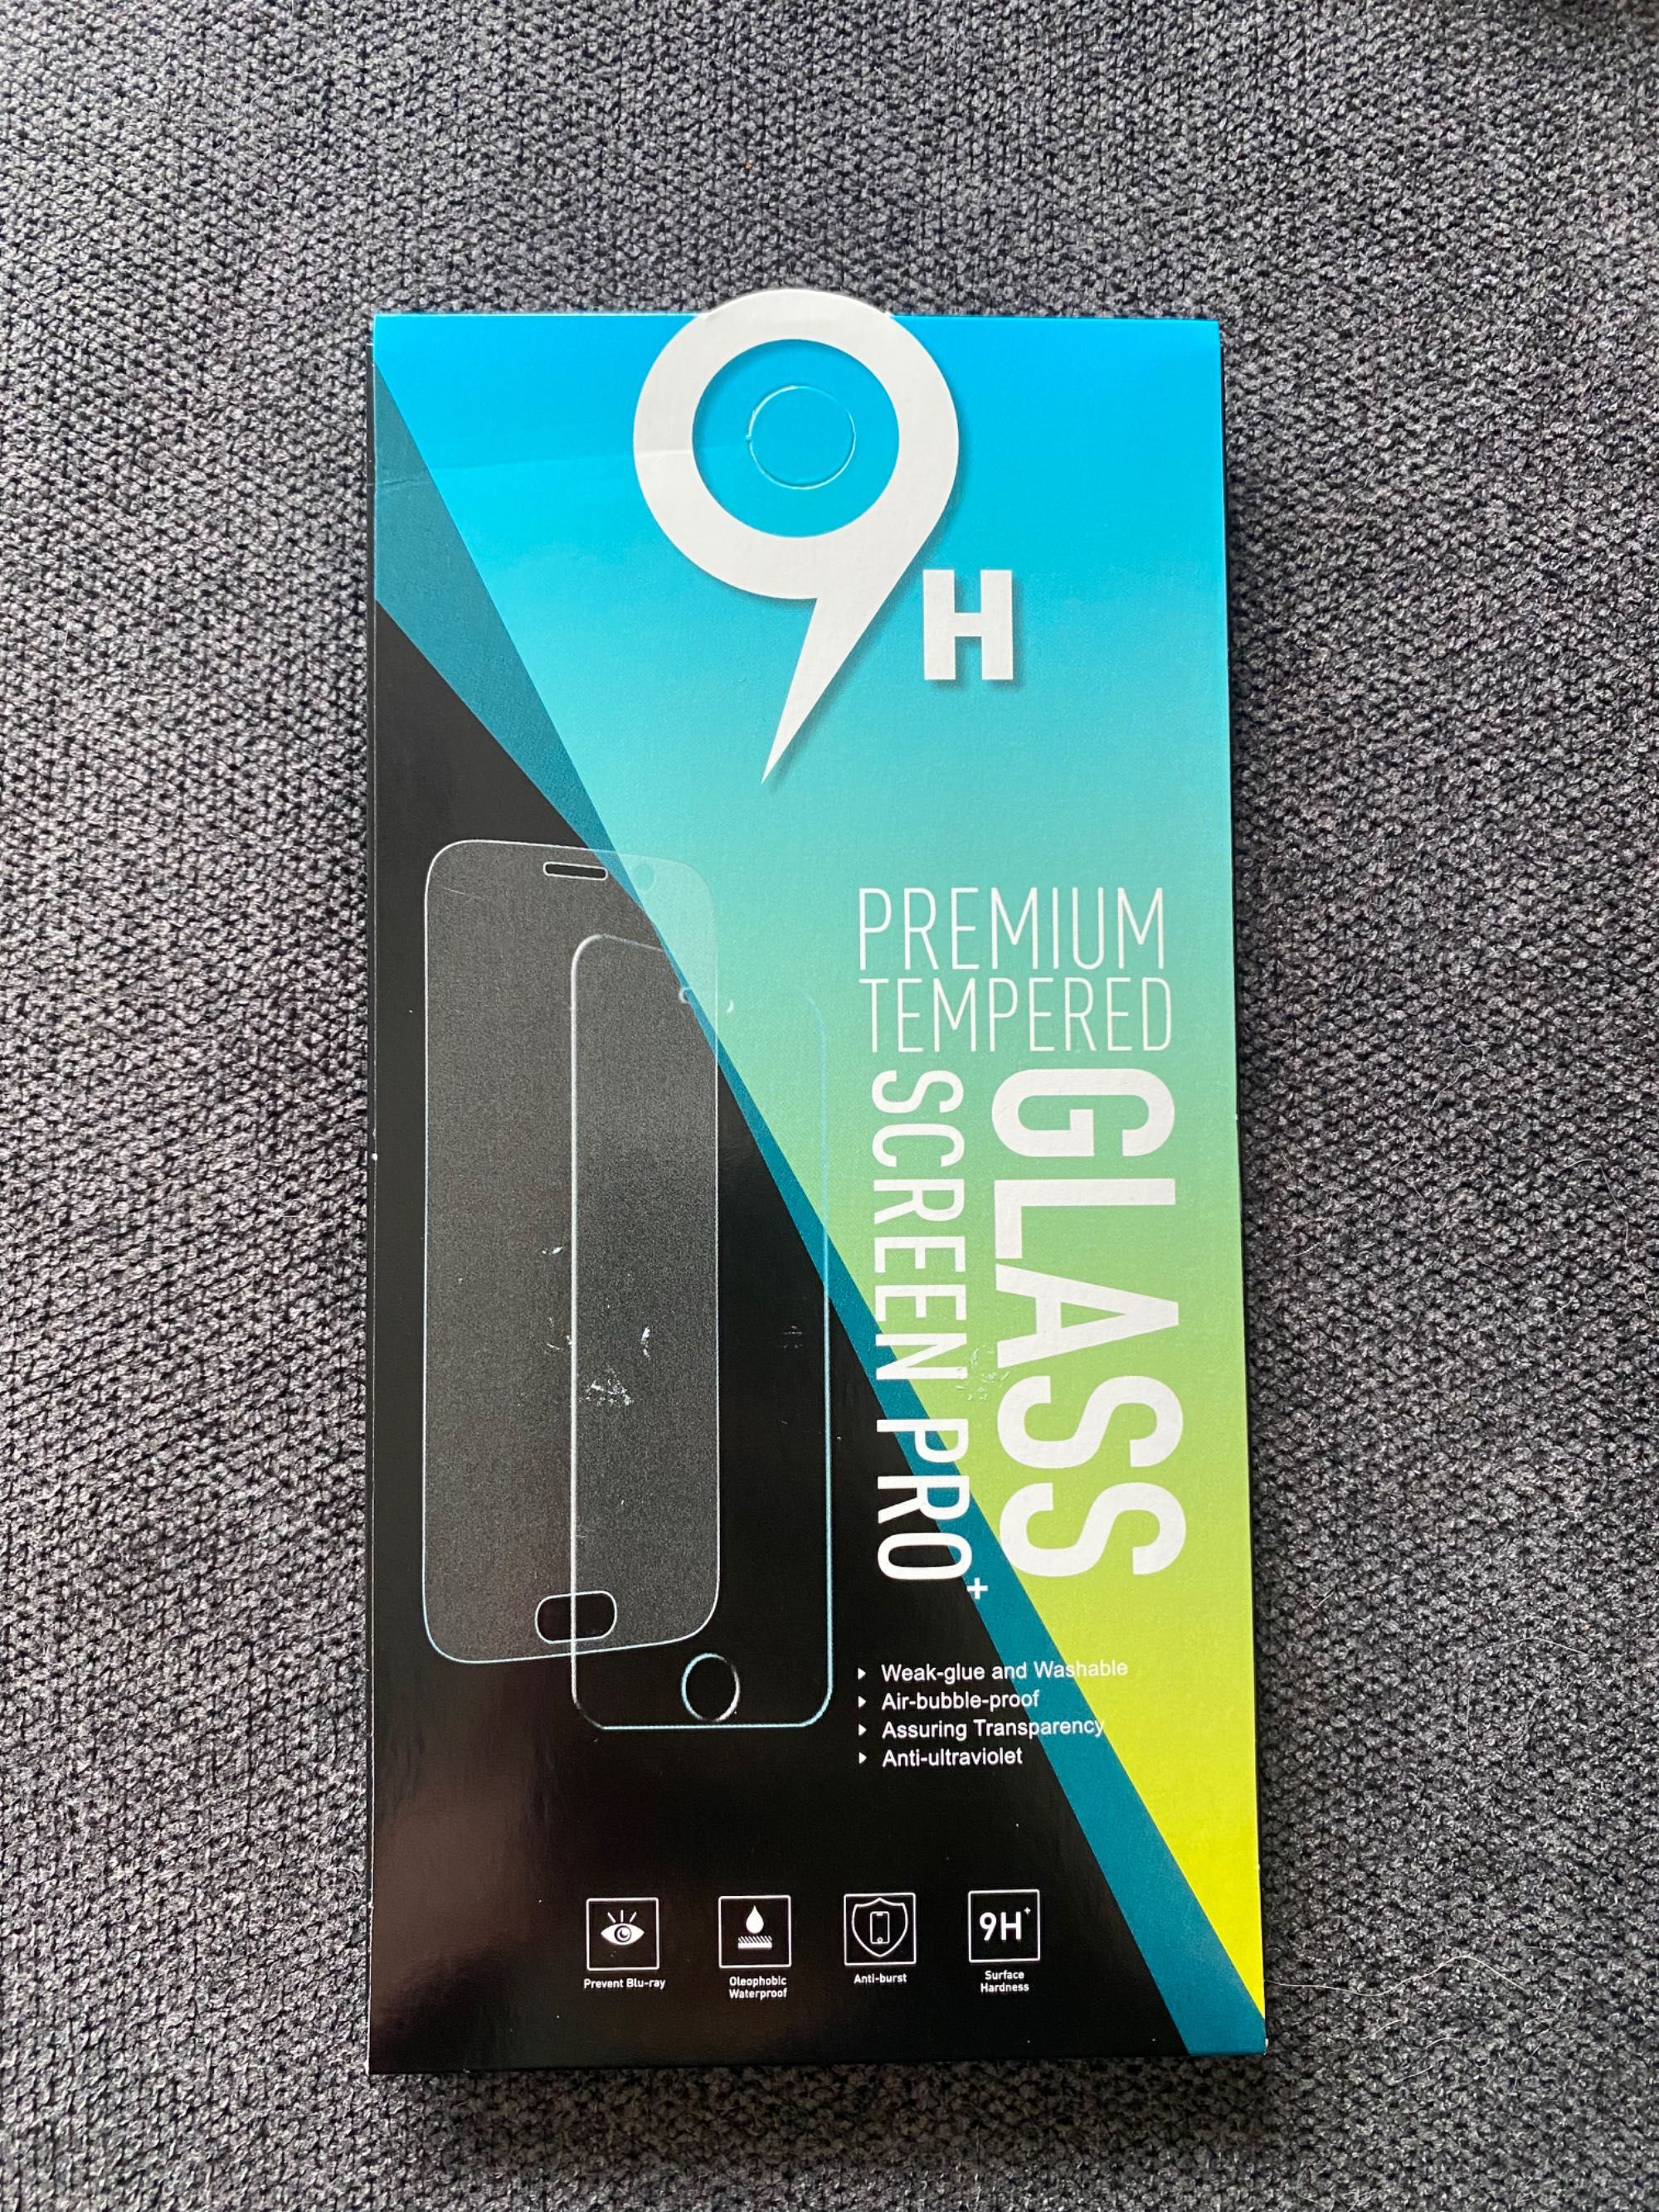 9H
PREMIUM
TEMPERED
GLASS
SCREEN PRO+
Weak-glue and Washable
Air-bubble-proof
Assuring Transparency
Anti-ultraviolet
9H+
Prevent Blu-ray
Oleophobic
Waterproof
Anti-burst
Surface
Hardness